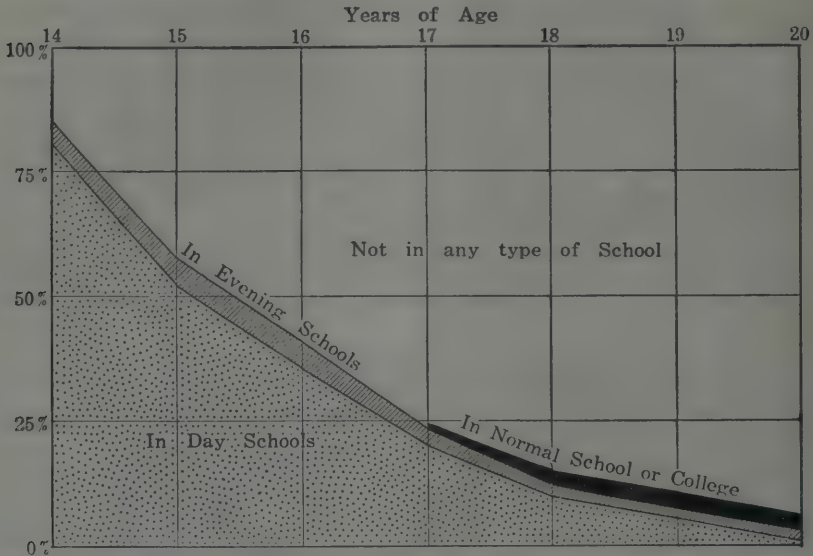 Years of Age
14 15 16 17 18 19 20
100%
75%
50%
25%
0%
In Evening Schools
Not in any type of School
In Day Schools
In Normal School or College